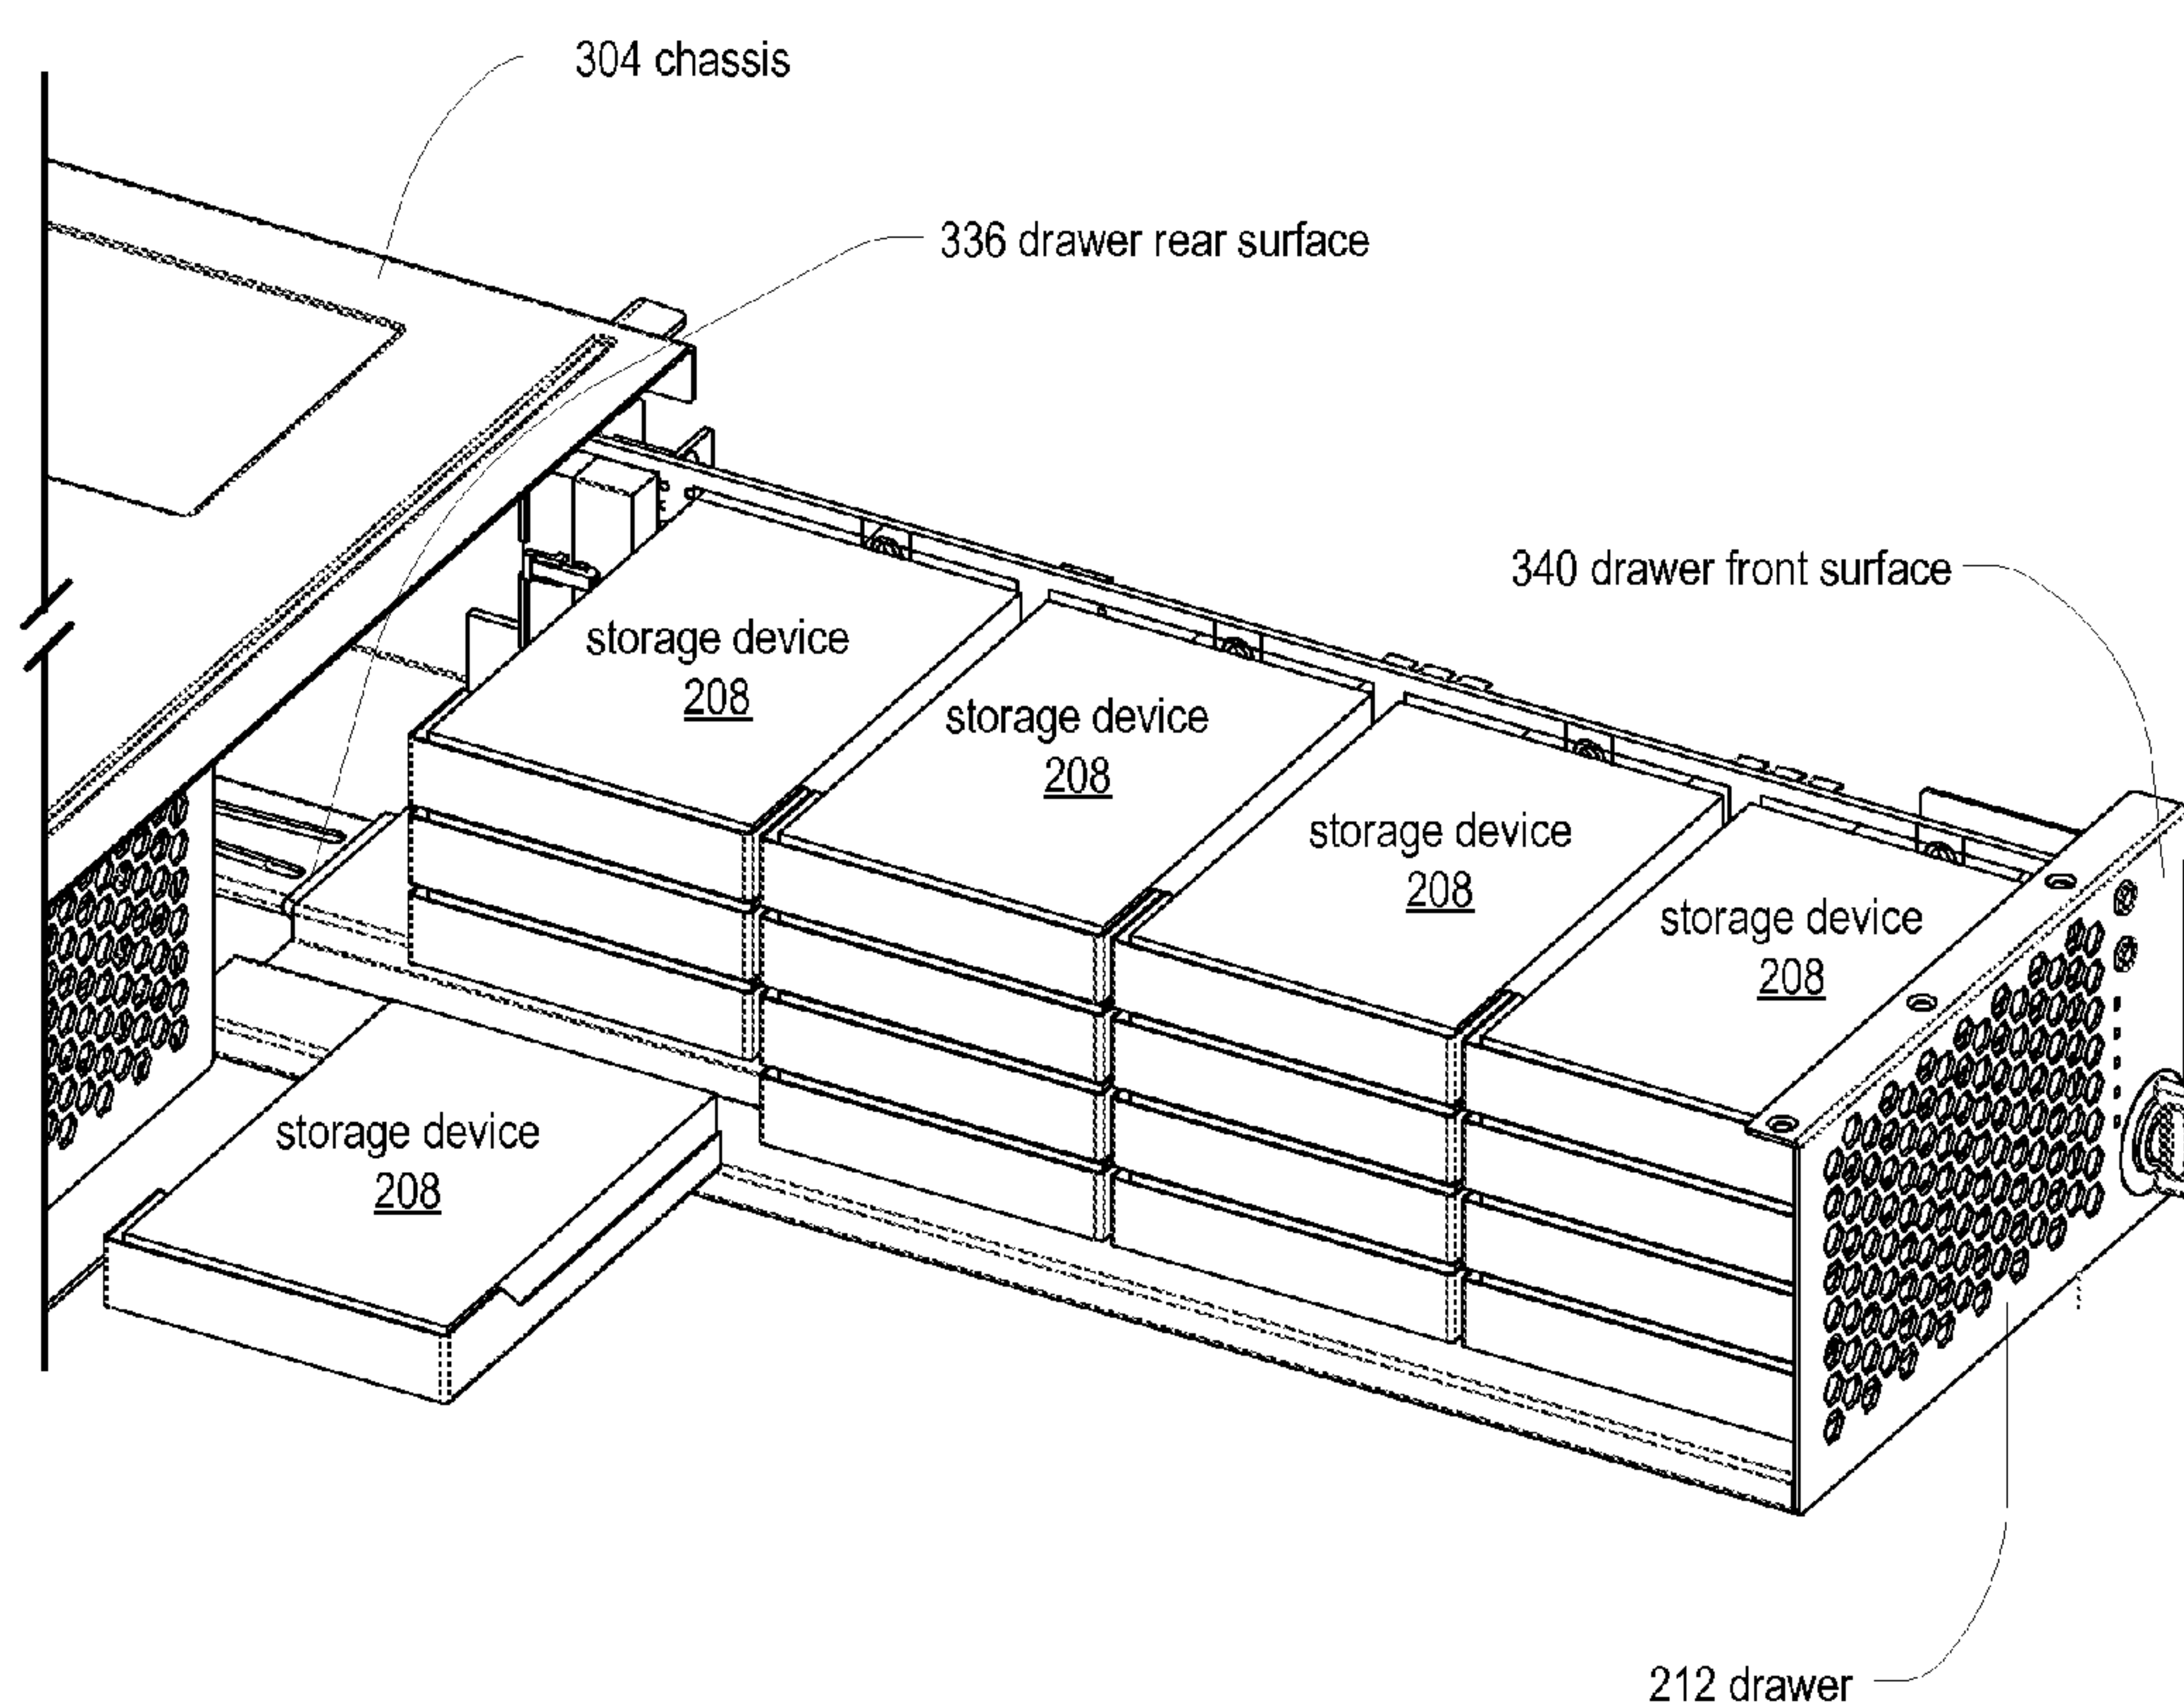 304 chassis
336 drawer rear surface
340 drawer front surface
storage device
208
storage device
208
storage device
208
storage device
208
storage device
208
212 drawer